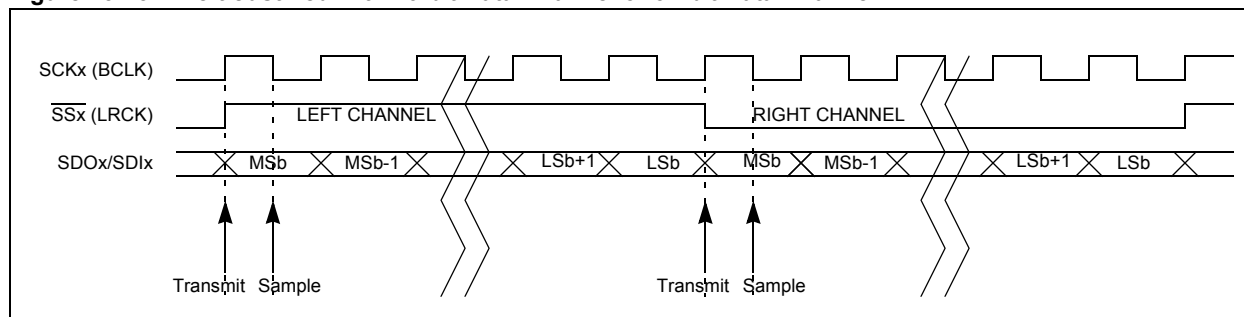 SCKx (BCLK)
SSx (LRCK)
LEFT CHANNEL
RIGHT CHANNEL
SDOx/SDIx
MSb
MSb-1
LSb+1
LSb
MSb
MSb-1
LSb+1
LSb
Transmit
Sample
Transmit
Sample